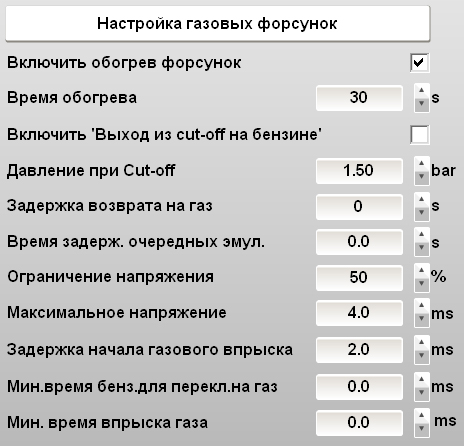 Настройка газовых форсунок
Включить обогрев форсунок
Время обогрева 30 s
Включить 'Выход из cut-off на бензине'
Давление при Cut-off 1.50 bar
Задержка возврата на газ 0 s
Время задерж. очередных эмул. 0.0 s
Ограничение напряжения 50 %
Максимальное напряжение 4.0 ms
Задержка начала газового впрыска 2.0 ms
Мин.время бенз.для перекл.на газ 0.0 ms
Мин. время впрыска газа 0.0 ms